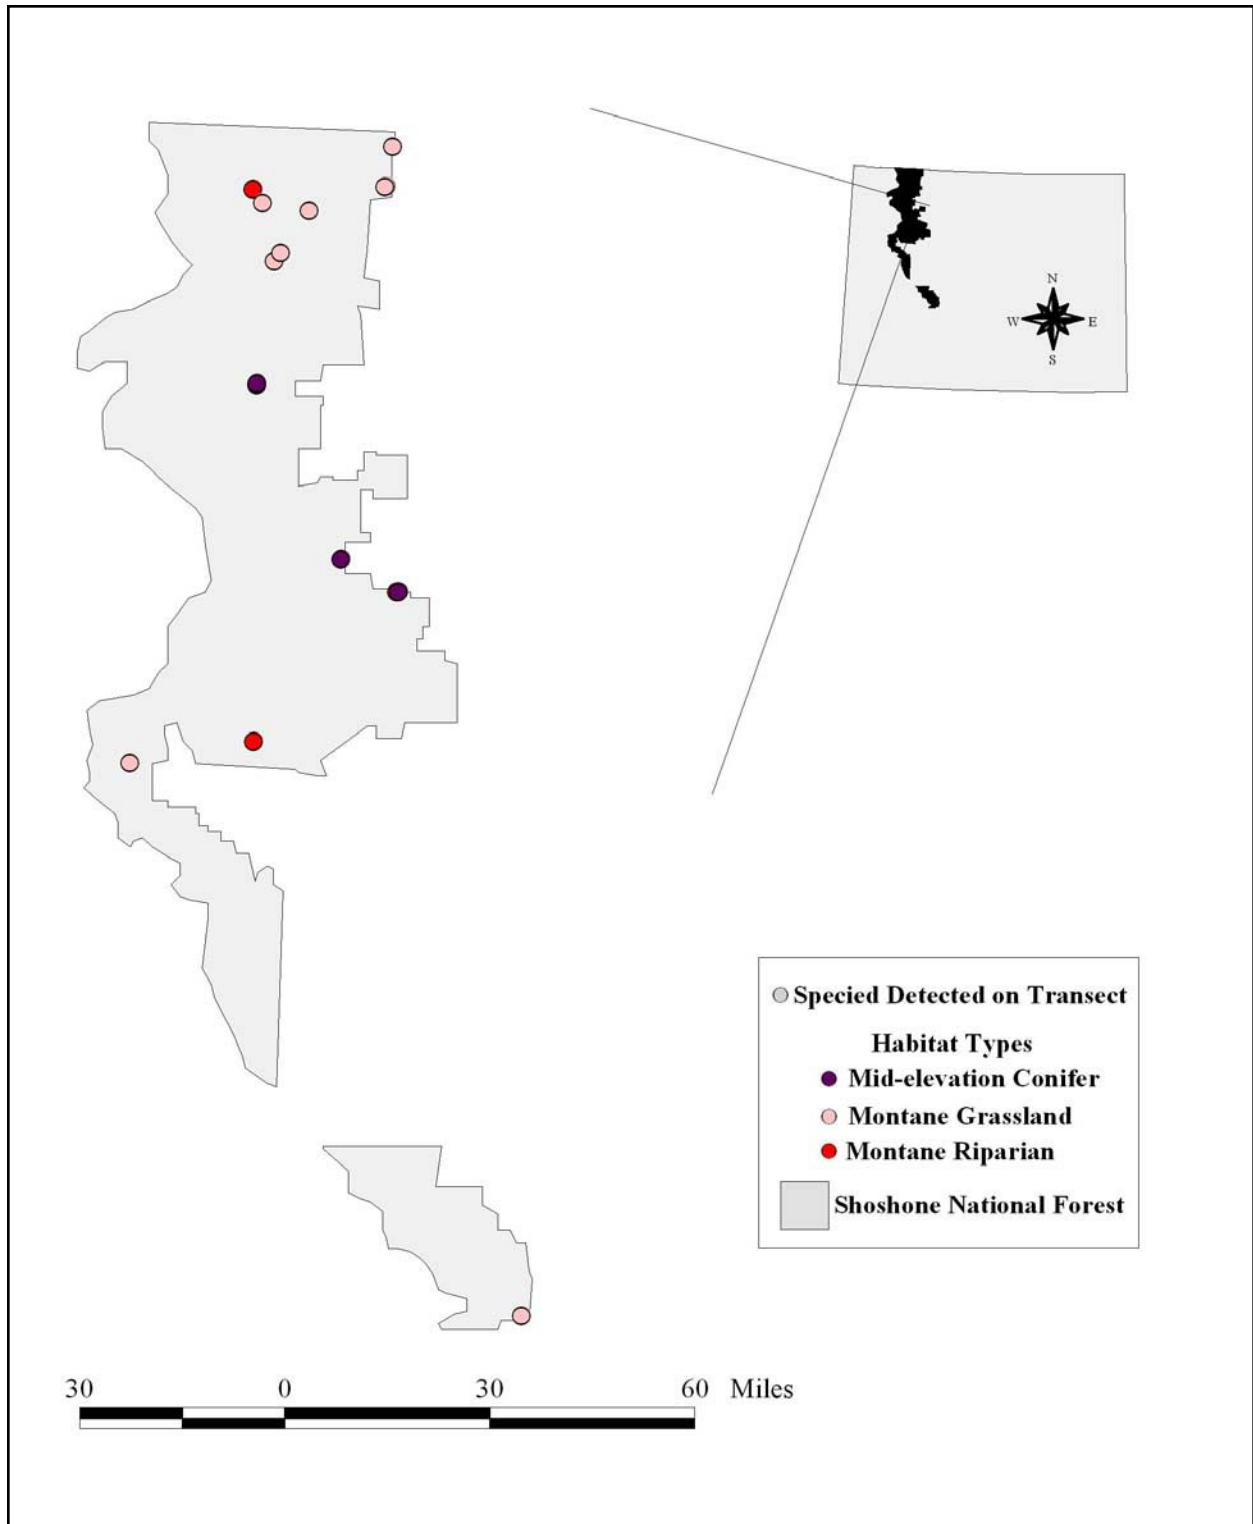 N
W E
S
Specied Detected on Transect
Habitat Types
Mid-elevation Conifer
Montane Grassland
Montane Riparian
Shoshone National Forest
30 0 30 60 Miles